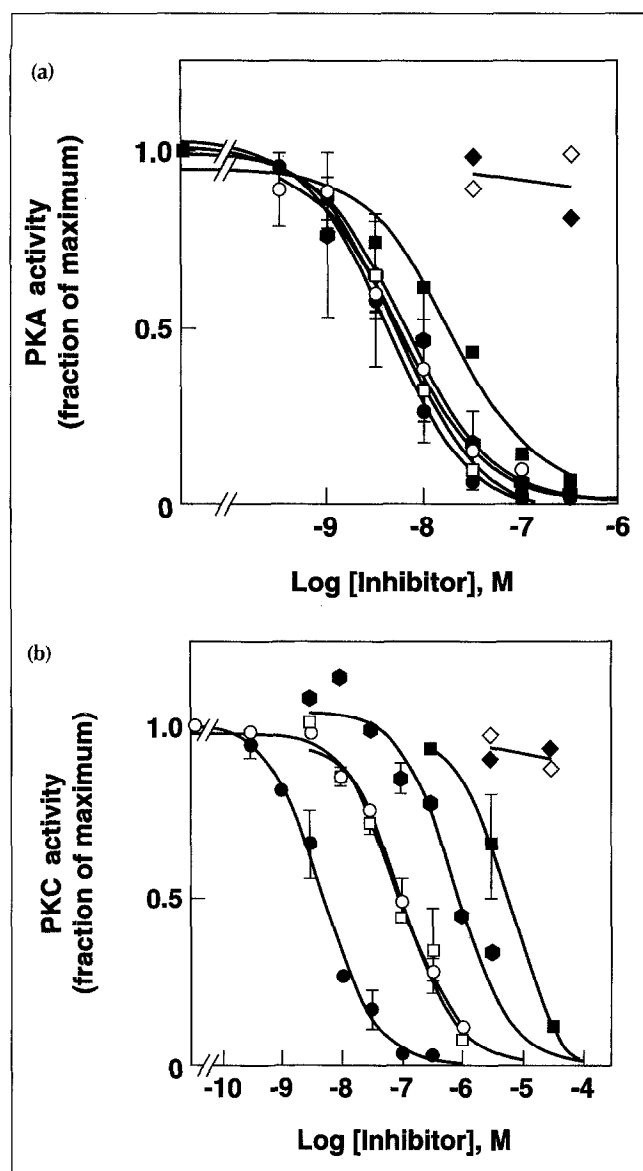 (a)
PKA activity
(fraction of maximum)
1.0
0.5
0
-9
-8
-7
-6
Log [Inhibitor], M
(b)
PKC activity
(fraction of maximum)
1.0
0.5
0
-10
-9
-8
-7
-6
-5
-4
Log [Inhibitor], M